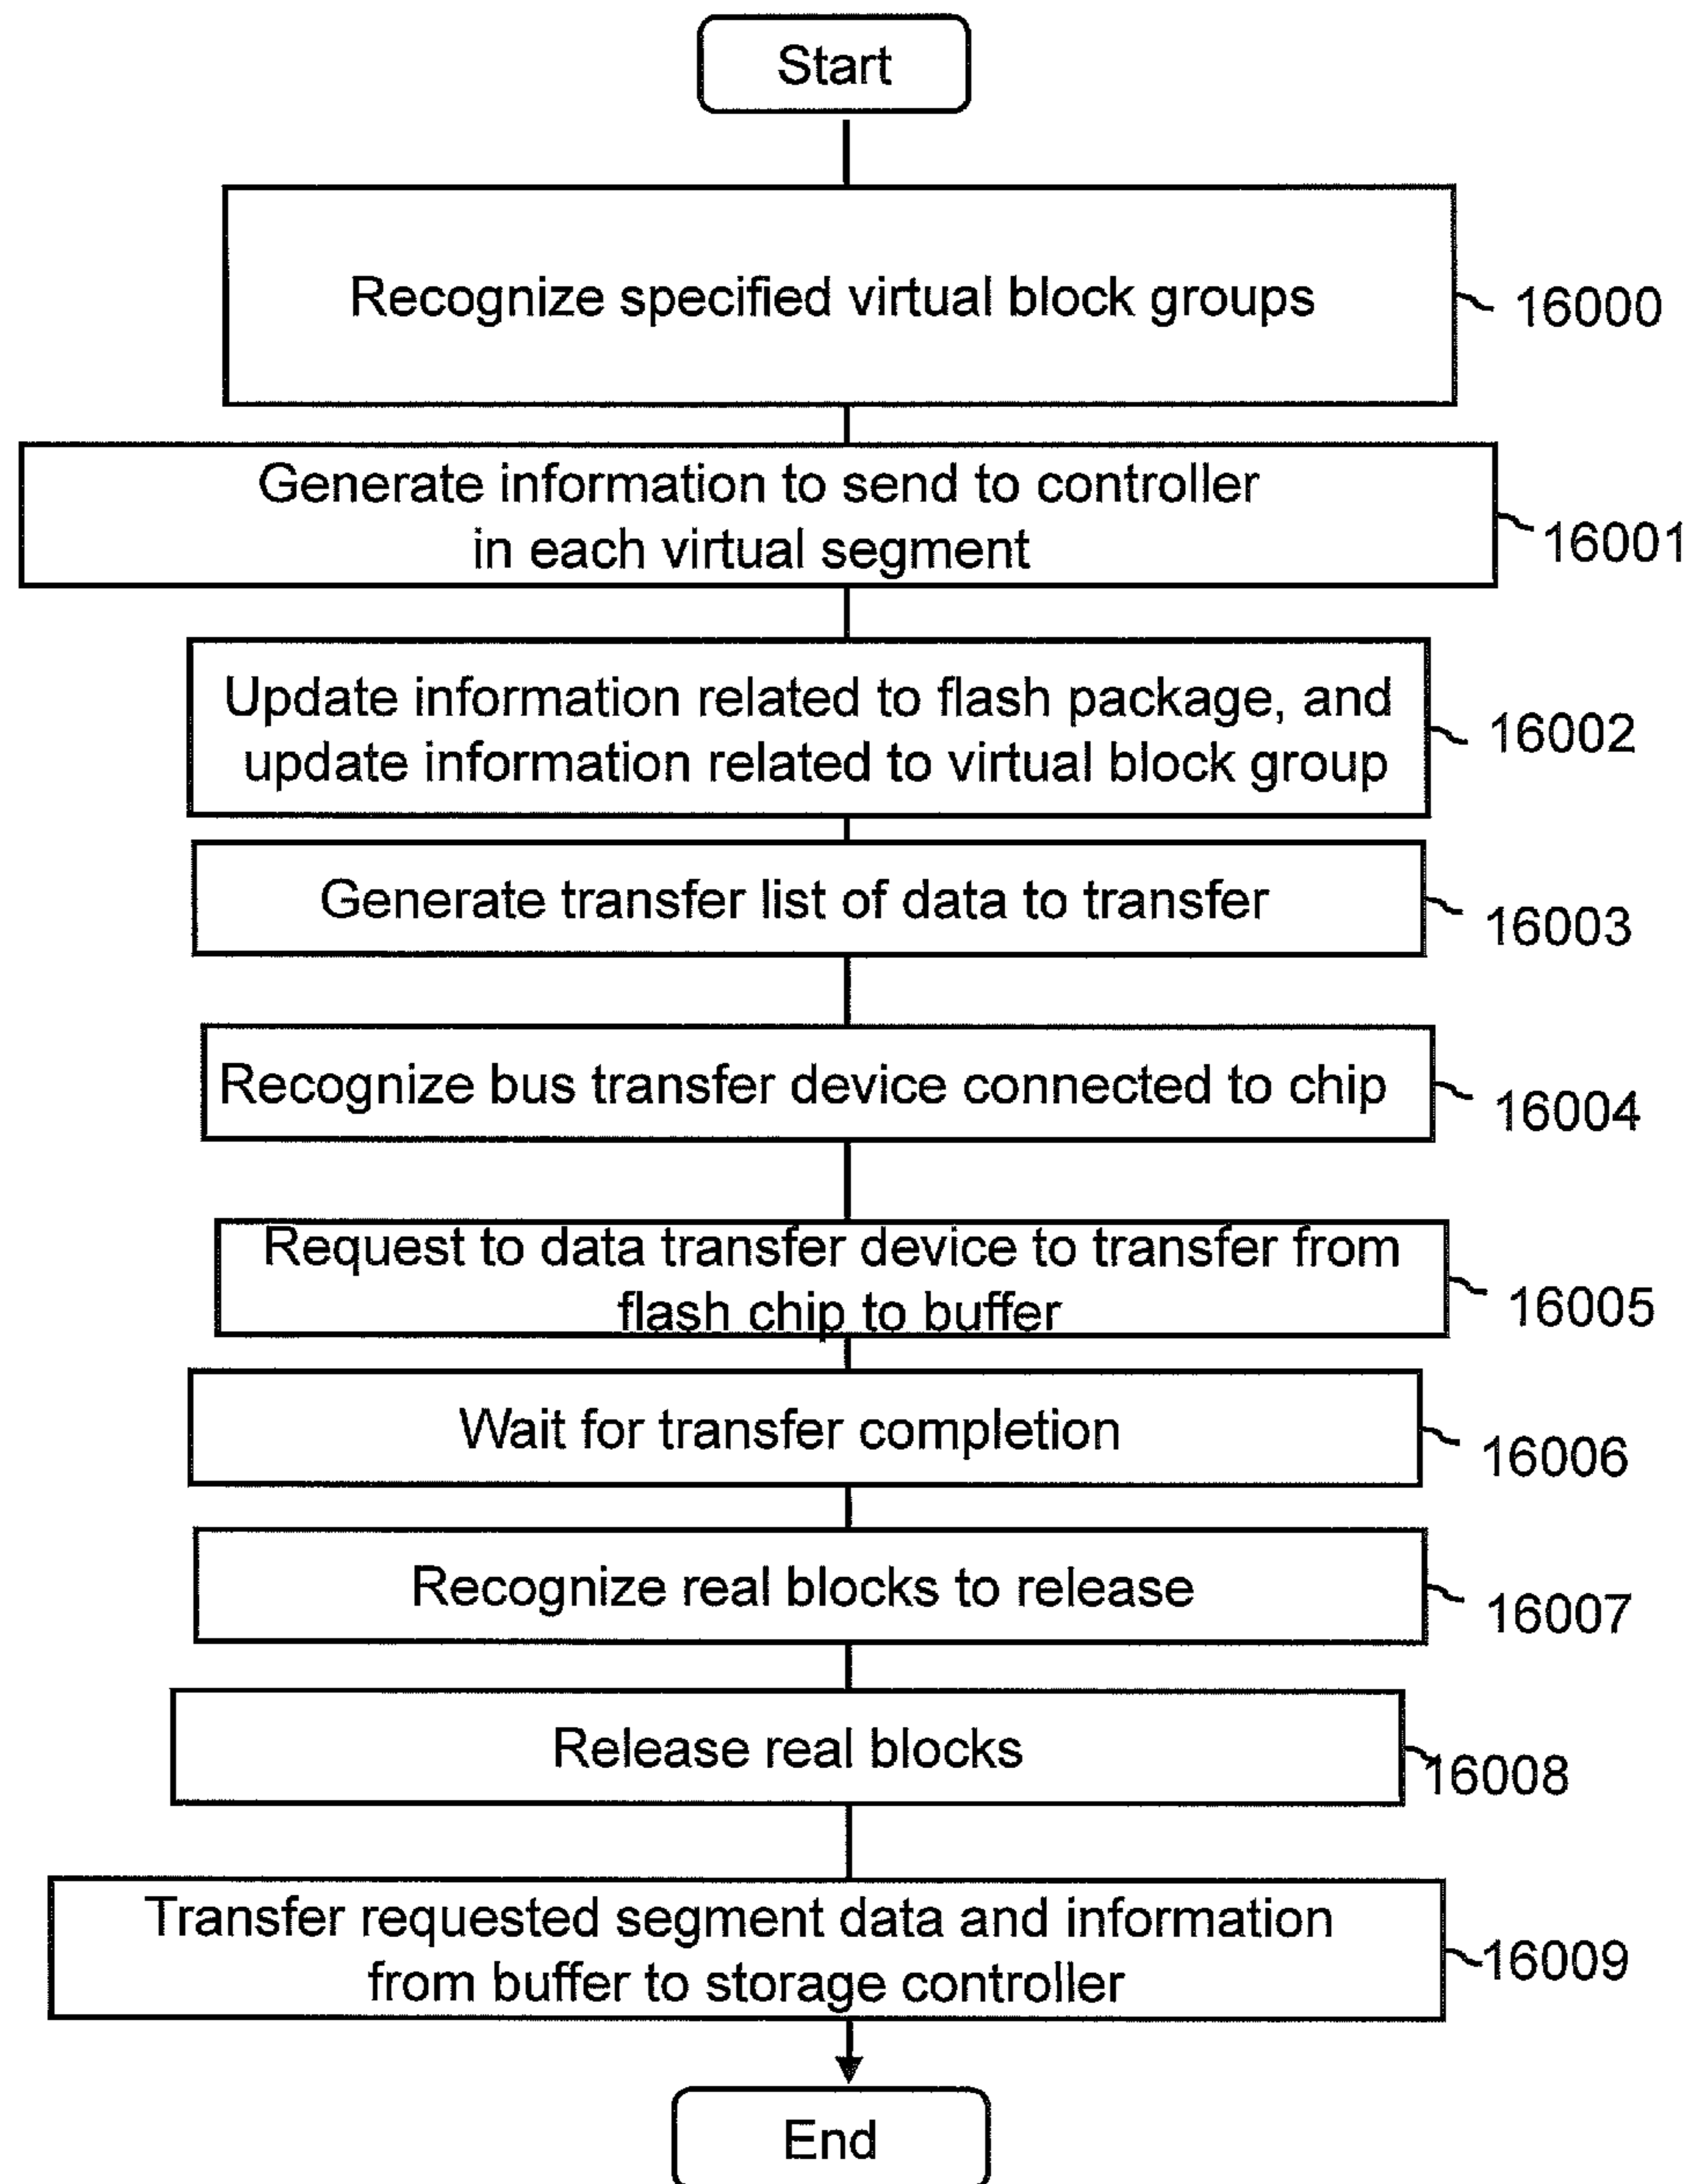 Start
Recognize specified virtual block groups
16000
Generate information to send to controller
in each virtual segment
16001
Update information related to flash package, and
update information related to virtual block group
16002
Generate transfer list of data to transfer
16003
Recognize bus transfer device connected to chip
16004
Request to data transfer device to transfer from
flash chip to buffer
16005
Wait for transfer completion
16006
Recognize real blocks to release
16007
Release real blocks
16008
Transfer requested segment data and information
from buffer to storage controller
16009
End